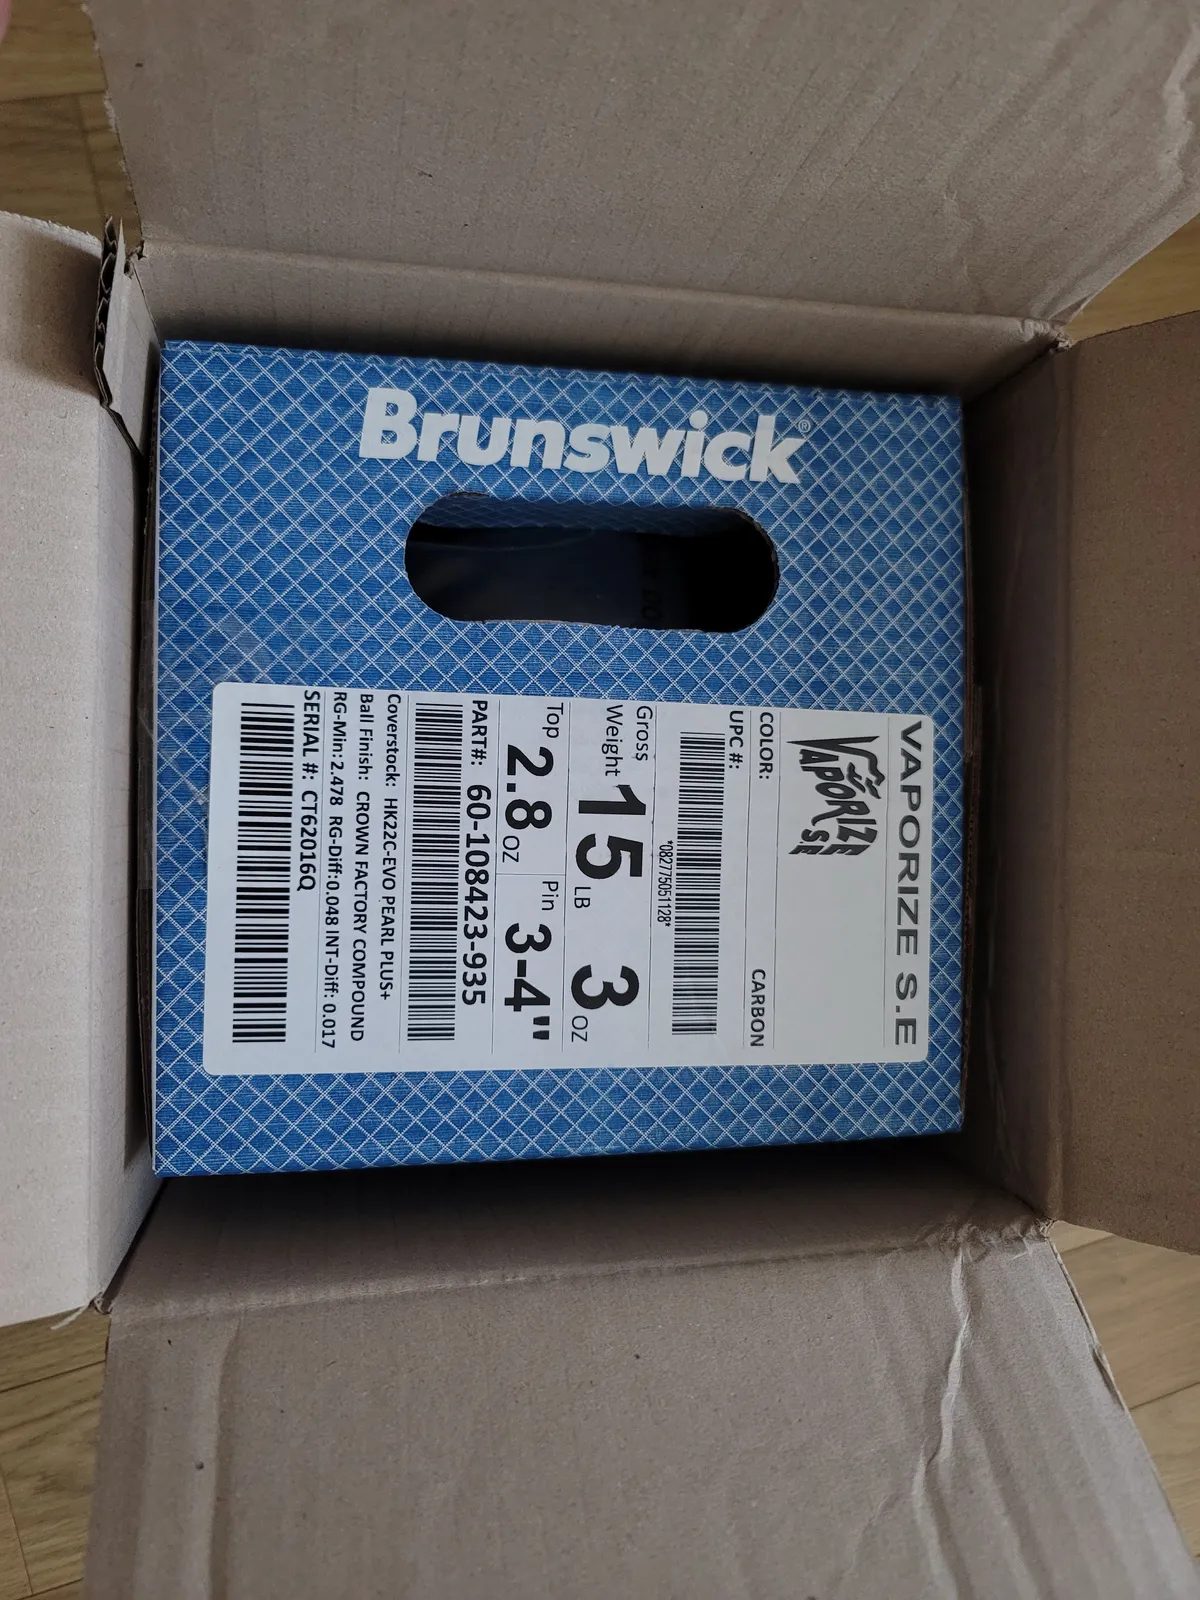 Brunswick®
VAPORIZE S.E
VAPORIZE
S.E
COLOR: CARBON
UPC #:
*082775051128*
Gross Weight 15 LB 3 OZ
Top 2.8 OZ Pin 3-4"
PART#: 60-108423-935
Coverstock: HK22C-EVO PEARL PLUS+
Ball Finish: CROWN FACTORY COMPOUND
RG-Min: 2.478 RG-Diff:0.048 INT-Diff: 0.017
SERIAL #: CT62016Q